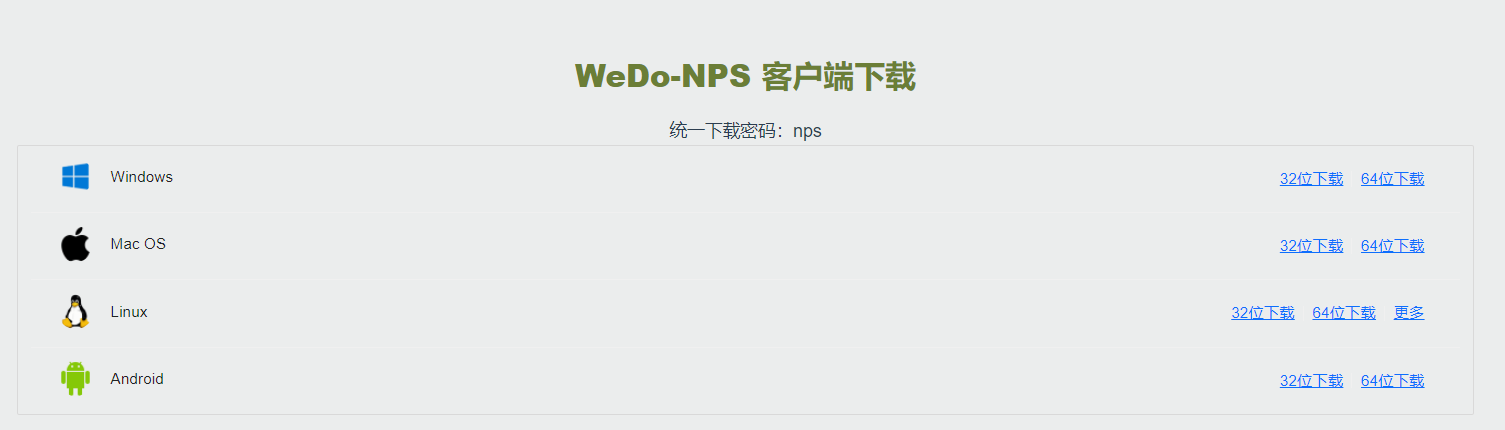 WeDo-NPS 客户端下载
统一下载密码：nps
Windows 32位下载 64位下载
Mac OS 32位下载 64位下载
Linux 32位下载 64位下载 更多
Android 32位下载 64位下载